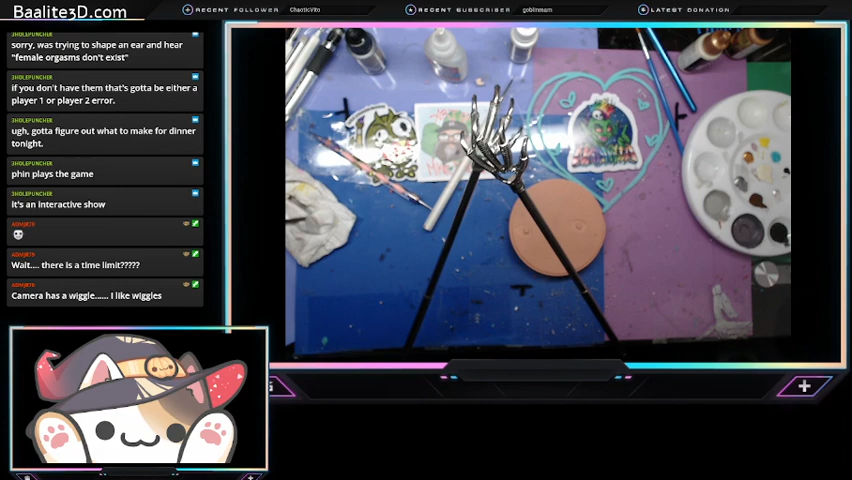 Baalite3D.com
RECENT FOLLOWER
ChaoticVito
RECENT SUBSCRIBER
goblinmam
LATEST DONATION
3HOLEPUNCHER
sorry, was trying to shape an ear and hear
"female orgasms don't exist"
3HOLEPUNCHER
if you don't have them that's gotta be either a
player 1 or player 2 error.
3HOLEPUNCHER
ugh, gotta figure out what to make for dinner
tonight.
3HOLEPUNCHER
phin plays the game
3HOLEPUNCHER
it's an interactive show
Wait.... there is a time limit?????
Camera has a wiggle...... I like wiggles